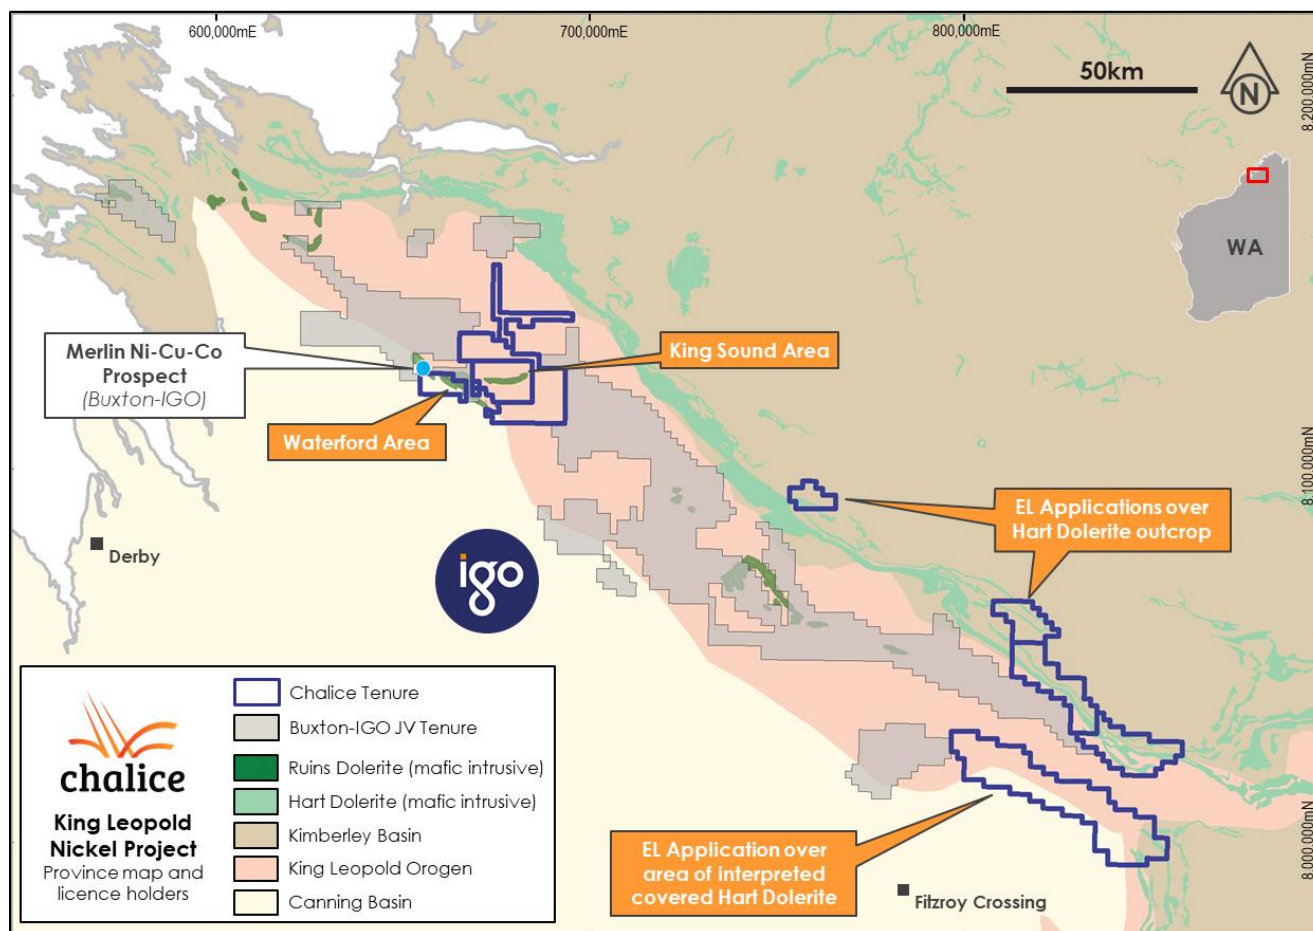 600,000mE
700,000mE
800,000mE
50km
N
8,200,000mN
WA
Merlin Ni-Cu-Co
Prospect
(Buxton-IGO)
King Sound Area
Waterford Area
8,100,000mN
EL Applications over
Hart Dolerite outcrop
Derby
igo
chalice
King Leopold
Nickel Project
Province map and
licence holders
Chalice Tenure
Buxton-IGO JV Tenure
Ruins Dolerite (mafic intrusive)
Hart Dolerite (mafic intrusive)
Kimberley Basin
King Leopold Orogen
Canning Basin
EL Application over
area of interpreted
covered Hart Dolerite
8,000,000mN
Fitzroy Crossing